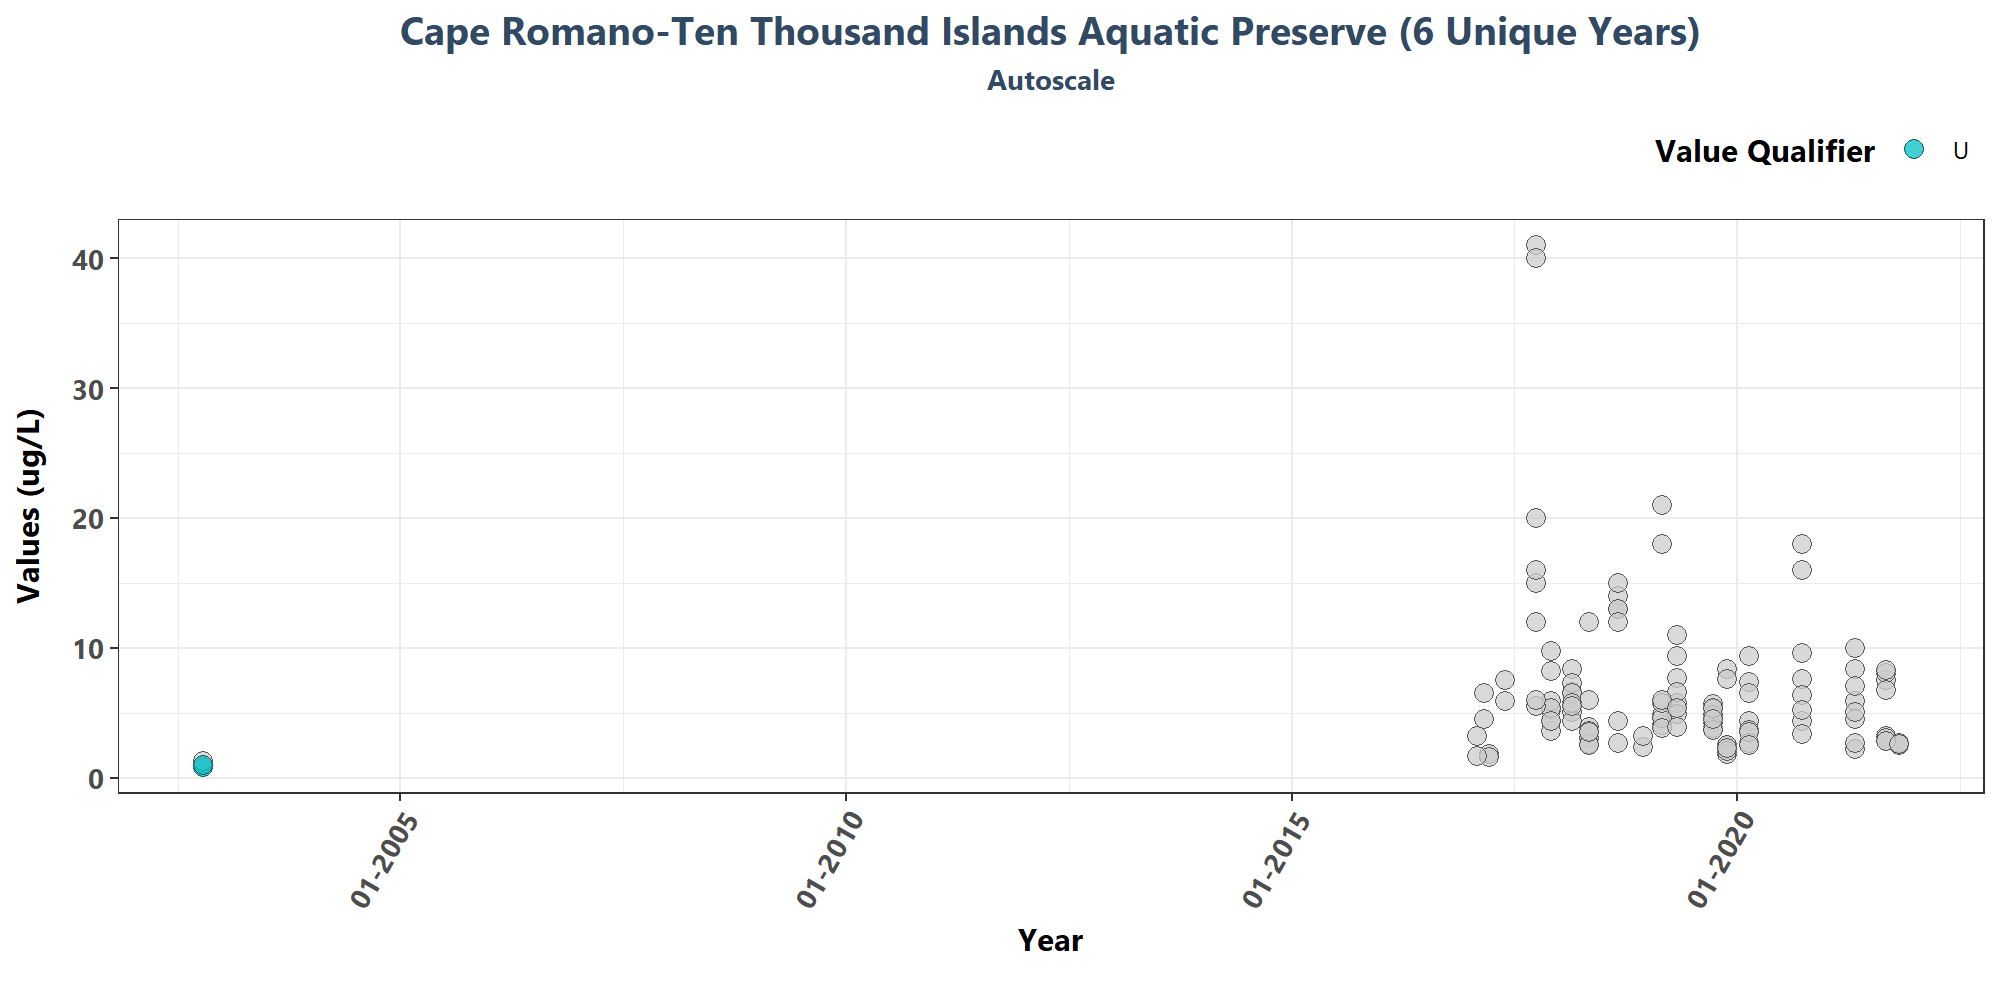 Cape Romano-Ten Thousand Islands Aquatic Preserve (6 Unique Years)
Autoscale
Value Qualifier U
Values (ug/L)
40
30
20
10
0
01-2005 01-2010 01-2015 01-2020
Year